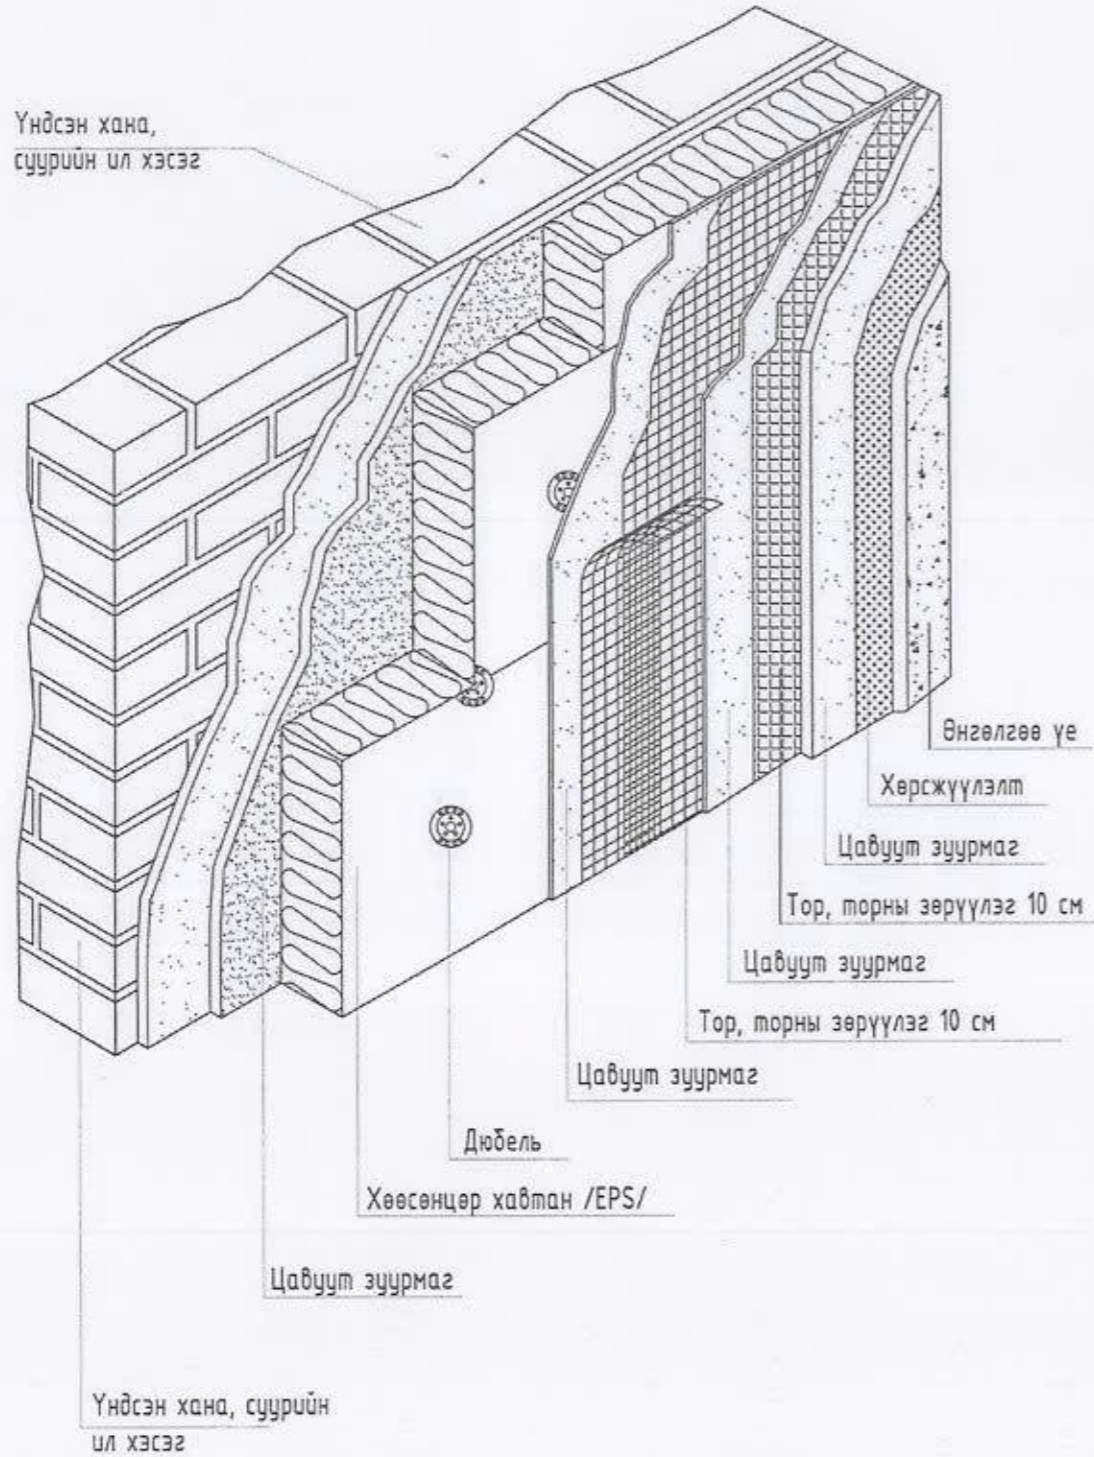 Үндсэн хана,
суурийн ил хэсэг
Өнгөлгөө үе
Хөрсжүүлэлт
Цавуут зуурмаг
Тор, торны зөрүүлэг 10 см
Цавуут зуурмаг
Тор, торны зөрүүлэг 10 см
Цавуут зуурмаг
Дюбель
Хөөсөнцөр хавтан /EPS/
Цавуут зуурмаг
Үндсэн хана, суурийн
ил хэсэг